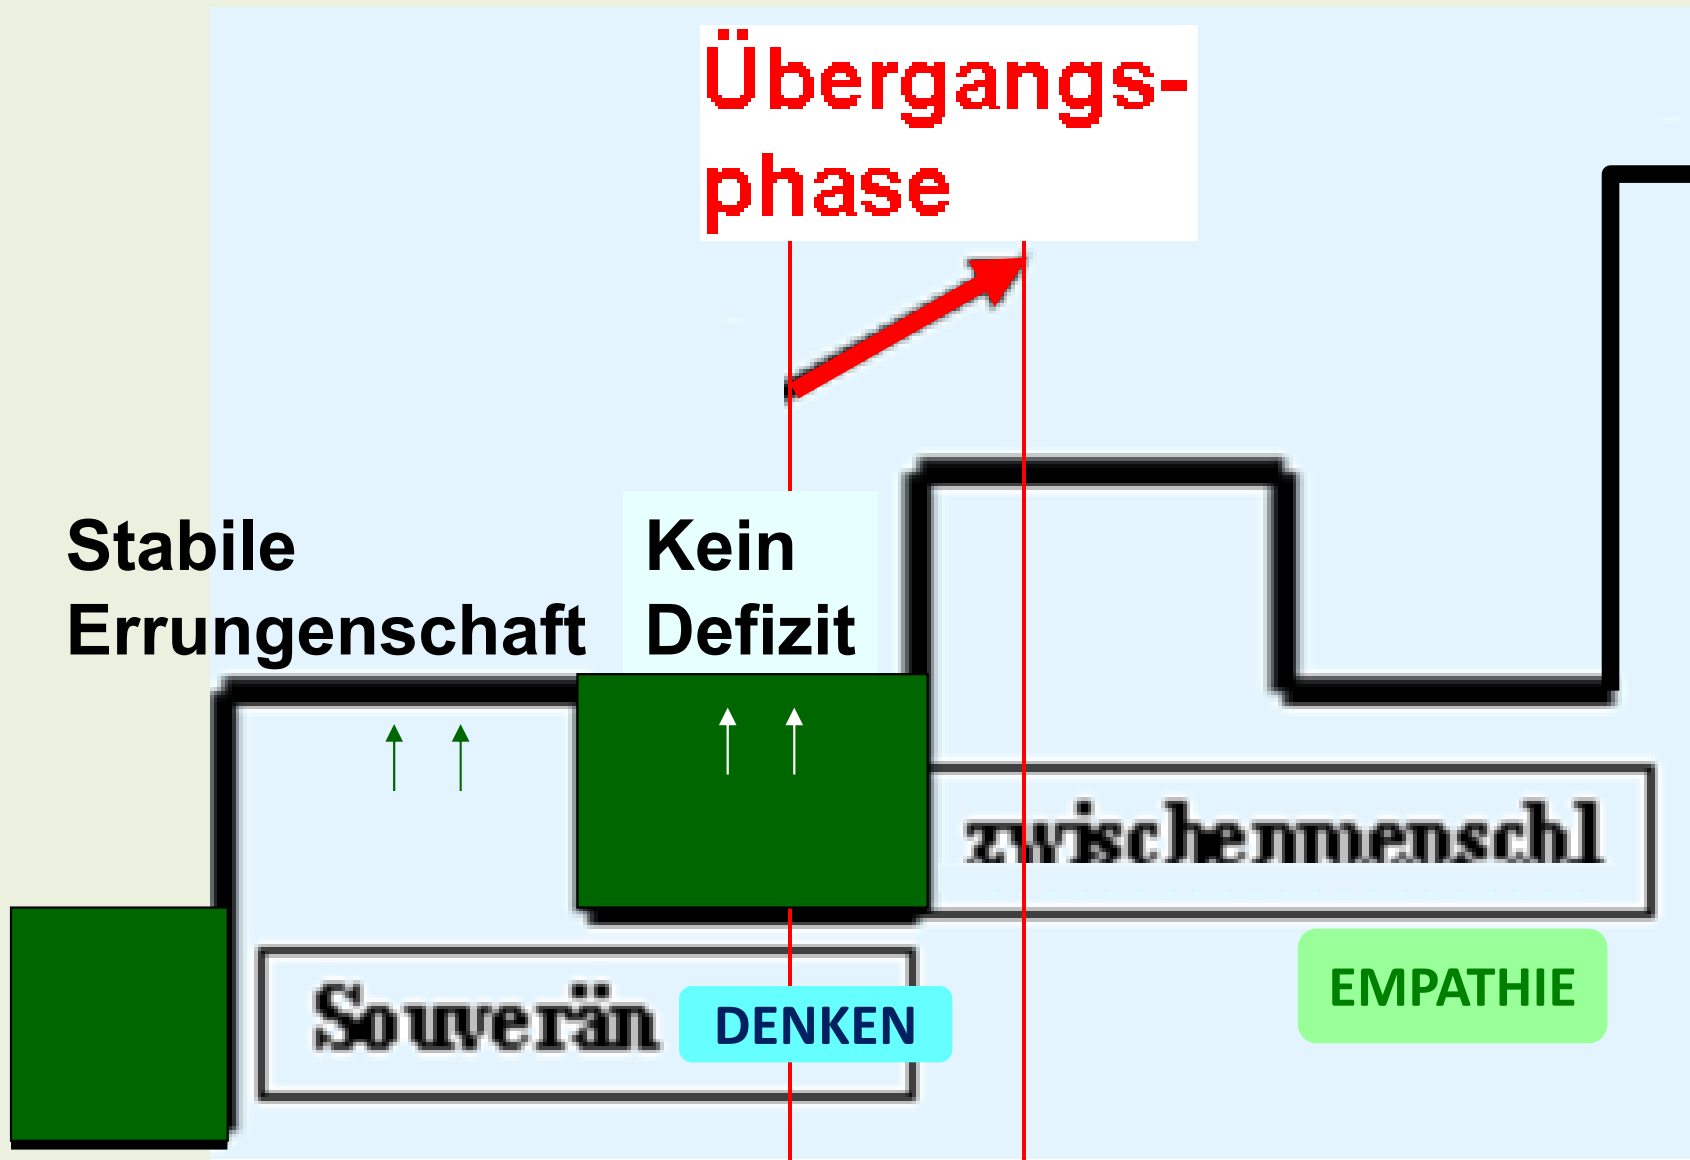 Übergangs-
phase
Stabile
Errungenschaft
Kein
Defizit
zwischenmenschl
Souverän
DENKEN
EMPATHIE